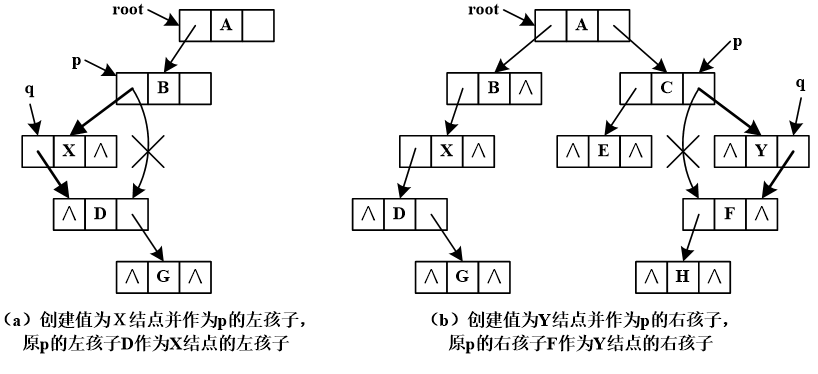 root
A
p
B
q
X ∧
∧ D
∧ G ∧
root
A
p
B ∧
C
q
X ∧
∧ E ∧
∧ Y
∧ D
F ∧
∧ G ∧
∧ H ∧
(a)创建值为X结点并作为p的左孩子,
原p的左孩子D作为X结点的左孩子
(b)创建值为Y结点并作为p的右孩子,
原p的右孩子F作为Y结点的右孩子